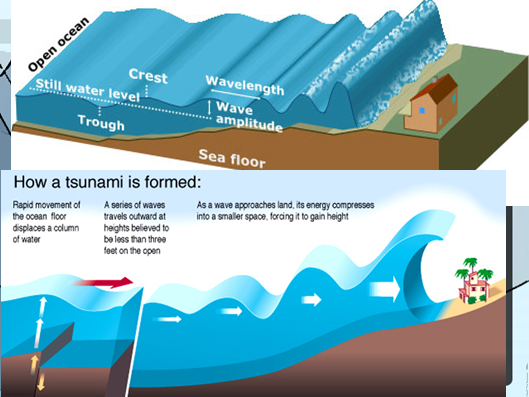 Open ocean
Crest
Wavelength
Still water level
Wave
amplitude
Trough
Sea floor
How a tsunami is formed:
Rapid movement of
the ocean floor
displaces a column
of water
A series of waves
travels outward at
heights believed to
be less than three
feet on the open
As a wave approaches land, its energy compresses
into a smaller space, forcing it to gain height